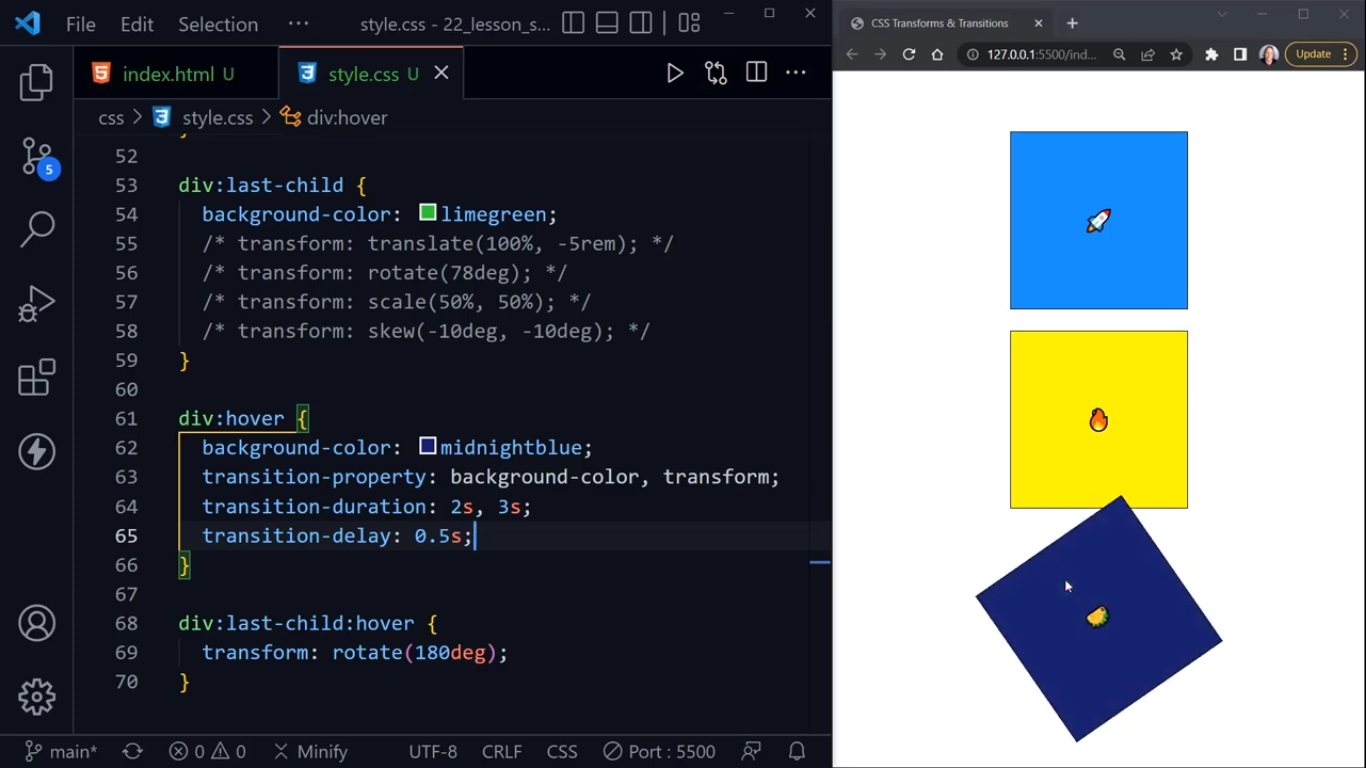 File Edit Selection ··· style.css - 22_lesson_s...
index.html U style.css U
css > style.css > div:hover
52
53 div:last-child {
54 background-color: limegreen;
55 /* transform: translate(100%, -5rem); */
56 /* transform: rotate(78deg); */
57 /* transform: scale(50%, 50%); */
58 /* transform: skew(-10deg, -10deg); */
59 }
60
61 div:hover {
62 background-color: midnightblue;
63 transition-property: background-color, transform;
64 transition-duration: 2s, 3s;
65 transition-delay: 0.5s;
66 }
67
68 div:last-child:hover {
69 transform: rotate(180deg);
70 }
5
main* 0 0 Minify UTF-8 CRLF CSS Port : 5500
CSS Transforms & Transitions
127.0.0.1:5500/ind... Update